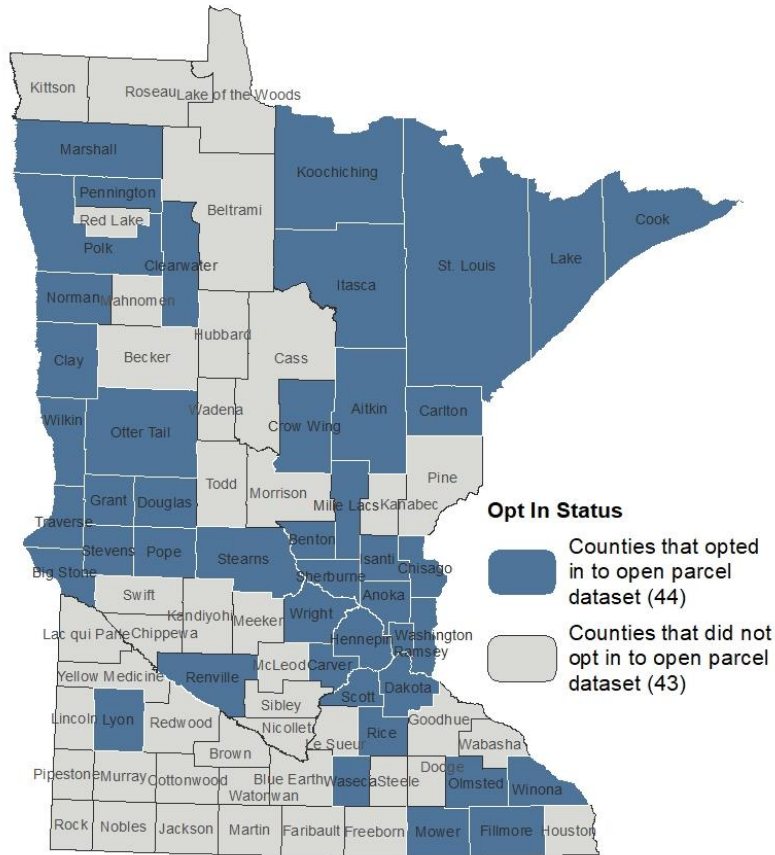 Kittson
Roseau
Lake of the Woods
Marshall
Koochiching
Pennington
Beltrami
Red Lake
Cook
Polk
Clearwater
St. Louis
Lake
Itasca
Norman
Mahnomen
Hubbard
Becker
Cass
Clay
Wadena
Aitkin
Carlton
Wilkin
Otter Tail
Crow Wing
Pine
Todd
Morrison
Grant
Douglas
Mille Lacs
Kanabec
Traverse
Stevens
Pope
Stearns
Benton
Isanti
Chisago
Big Stone
Sherburne
Swift
Anoka
Kandiyohi
Meeker
Wright
Lac qui Parle
Chippewa
Hennepin
Washington
Ramsey
McLeod
Carver
Yellow Medicine
Renville
Dakota
Scott
Sibley
Lincoln
Lyon
Redwood
Nicollet
Rice
Goodhue
Le Sueur
Wabasha
Brown
Dodge
Pipestone
Murray
Cottonwood
Blue Earth
Waseca
Steele
Olmsted
Winona
Watonwan
Rock
Nobles
Jackson
Martin
Faribault
Freeborn
Mower
Fillmore
Houston
Opt In Status
Counties that opted
in to open parcel
dataset (44)
Counties that did not
opt in to open parcel
dataset (43)